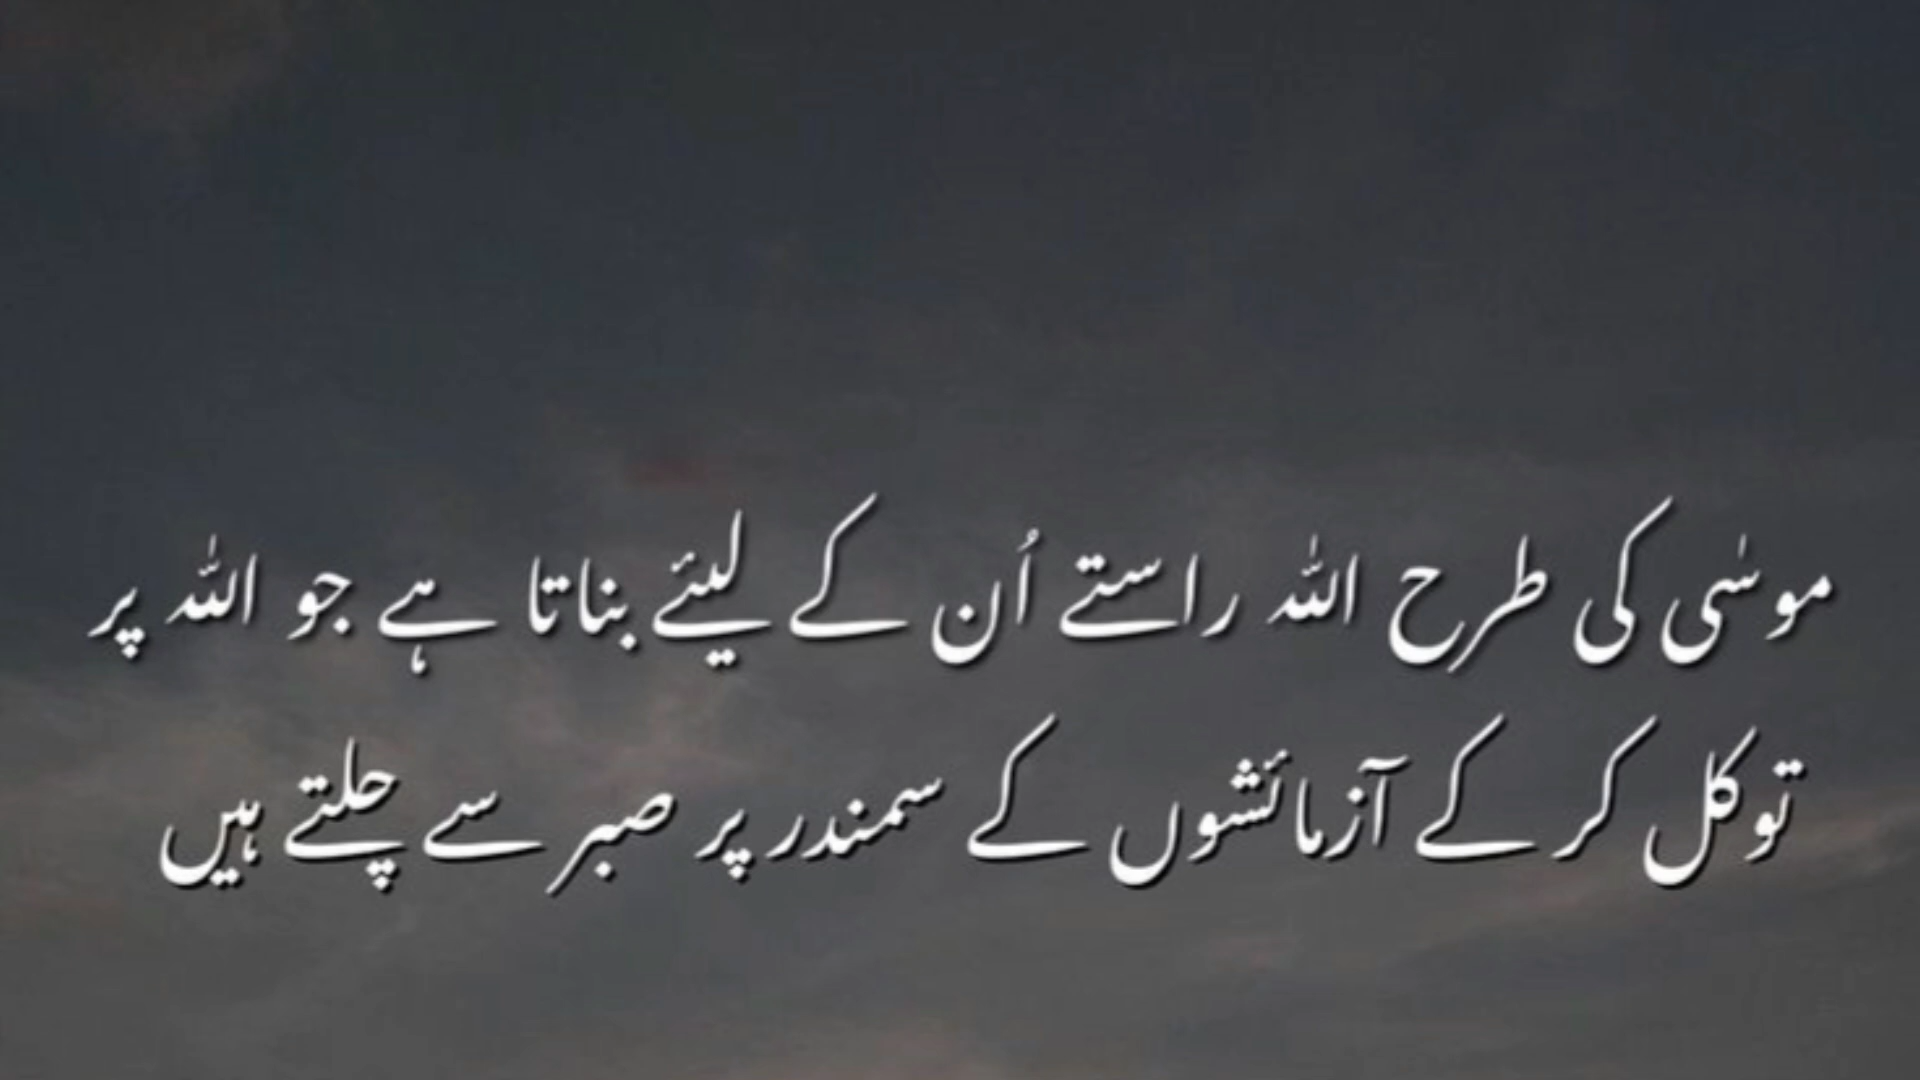 موسٰی کی طرح اللہ راستے اُن کے لیئے بناتا ہے جو اللہ پر
توکل کر کے آزمائشوں کے سمندر پر صبر سے چلتے ہیں